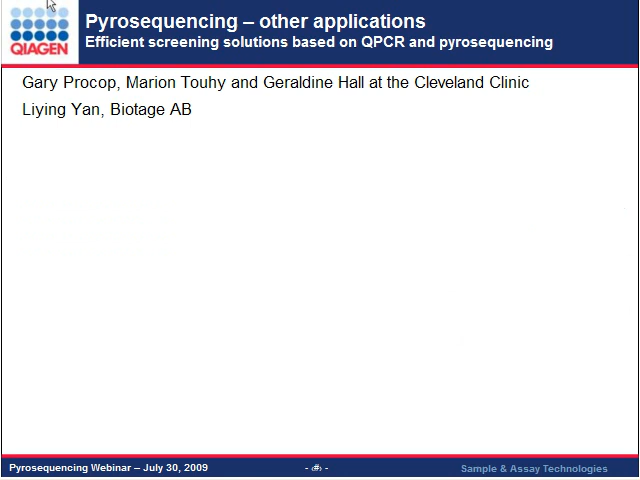 QIAGEN
Pyrosequencing – other applications
Efficient screening solutions based on QPCR and pyrosequencing
Gary Procop, Marion Touhy and Geraldine Hall at the Cleveland Clinic
Liying Yan, Biotage AB
Pyrosequencing Webinar – July 30, 2009
- ‹#› -
Sample & Assay Technologies